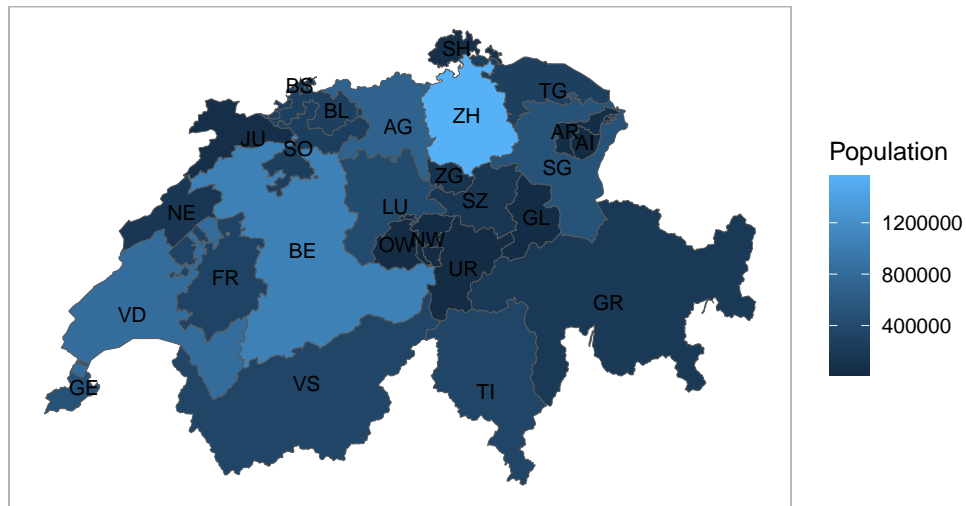 SH
BS
BL
AG
ZH
TG
JU
SO
AR
AI
ZG
SG
NE
LU
SZ
GL
OW
NW
BE
UR
FR
VD
GR
GE
VS
TI
Population
1200000
800000
400000